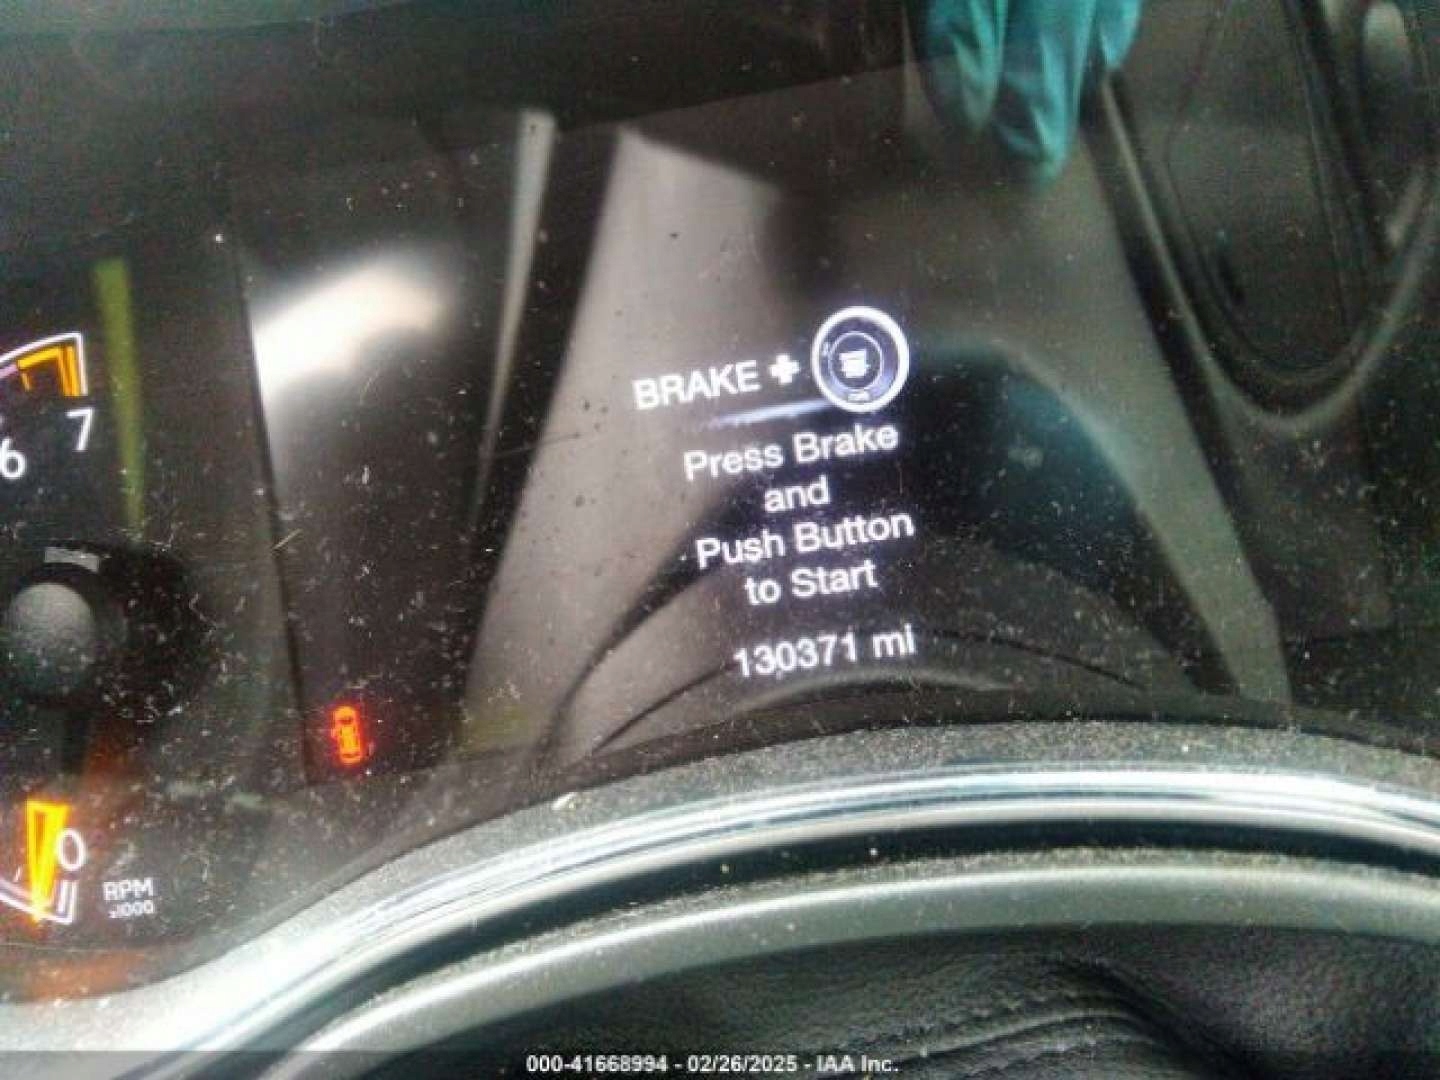 BRAKE +
Press Brake
and
Push Button
to Start
130371 mi
6
7
0
RPM
x1000
000-41668994 - 02/26/2025 - IAA Inc.